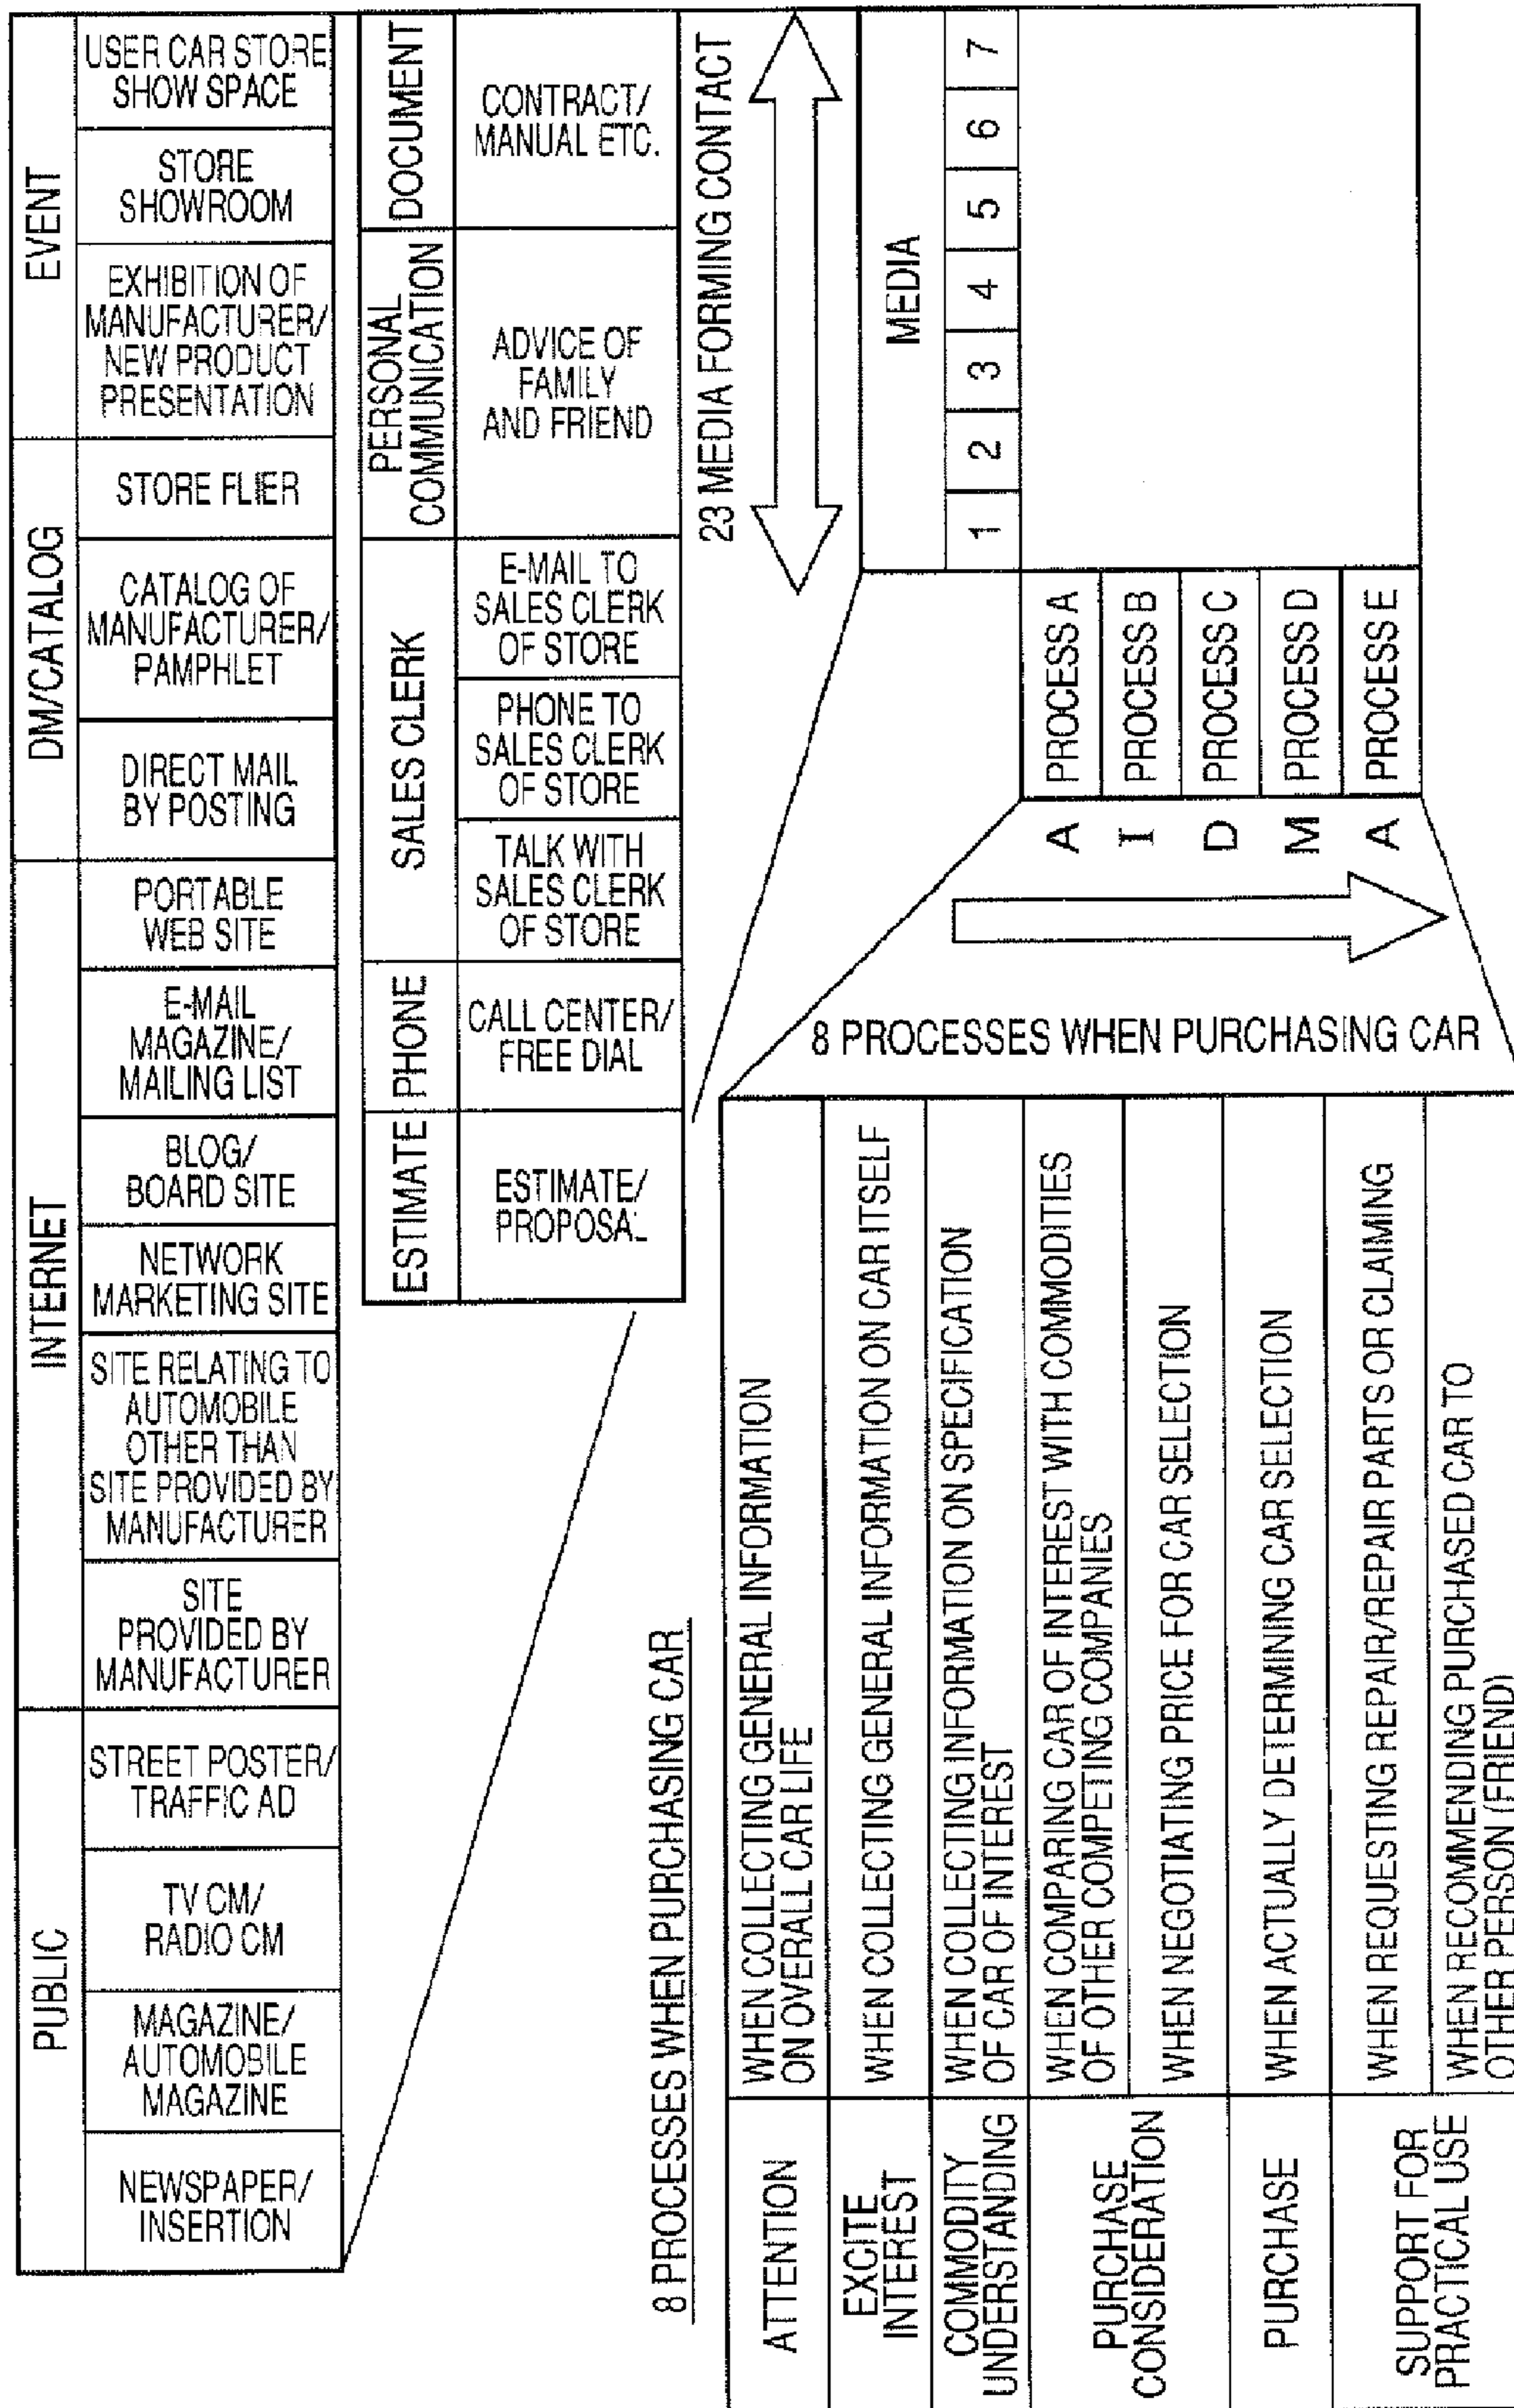 PUBLIC
INTERNET
DM/CATALOG
EVENT
NEWSPAPER/
INSERTION
MAGAZINE/
AUTOMOBILE
MAGAZINE
TV CM/
RADIO CM
STREET POSTER/
TRAFFIC AD
SITE
PROVIDED BY
MANUFACTURER
SITE RELATING TO
AUTOMOBILE
OTHER THAN
SITE PROVIDED BY
MANUFACTURER
NETWORK
MARKETING SITE
BLOG/
BOARD SITE
E-MAIL
MAGAZINE/
MAILING LIST
PORTABLE
WEB SITE
DIRECT MAIL
BY POSTING
CATALOG OF
MANUFACTURER/
PAMPHLET
STORE FLIER
EXHIBITION OF
MANUFACTURER/
NEW PRODUCT
PRESENTATION
STORE
SHOWROOM
USER CAR STORE
SHOW SPACE
ESTIMATE
PHONE
SALES CLERK
PERSONAL
COMMUNICATION
DOCUMENT
ESTIMATE/
PROPOSAL
CALL CENTER/
FREE DIAL
TALK WITH
SALES CLERK
OF STORE
PHONE TO
SALES CLERK
OF STORE
E-MAIL TO
SALES CLERK
OF STORE
ADVICE OF
FAMILY
AND FRIEND
CONTRACT/
MANUAL ETC.
23 MEDIA FORMING CONTACT
MEDIA
1 2 3 4 5 6 7
A PROCESS A
I PROCESS B
D PROCESS C
M PROCESS D
A PROCESS E
8 PROCESSES WHEN PURCHASING CAR
8 PROCESSES WHEN PURCHASING CAR
ATTENTION
WHEN COLLECTING GENERAL INFORMATION
ON OVERALL CAR LIFE
EXCITE
INTEREST
WHEN COLLECTING GENERAL INFORMATION ON CAR ITSELF
COMMODITY
UNDERSTANDING
WHEN COLLECTING INFORMATION ON SPECIFICATION
OF CAR OF INTEREST
PURCHASE
CONSIDERATION
WHEN COMPARING CAR OF INTEREST WITH COMMODITIES
OF OTHER COMPETING COMPANIES
WHEN NEGOTIATING PRICE FOR CAR SELECTION
PURCHASE
WHEN ACTUALLY DETERMINING CAR SELECTION
SUPPORT FOR
PRACTICAL USE
WHEN REQUESTING REPAIR/REPAIR PARTS OR CLAIMING
WHEN RECOMMENDING PURCHASED CAR TO
OTHER PERSON (FRIEND)